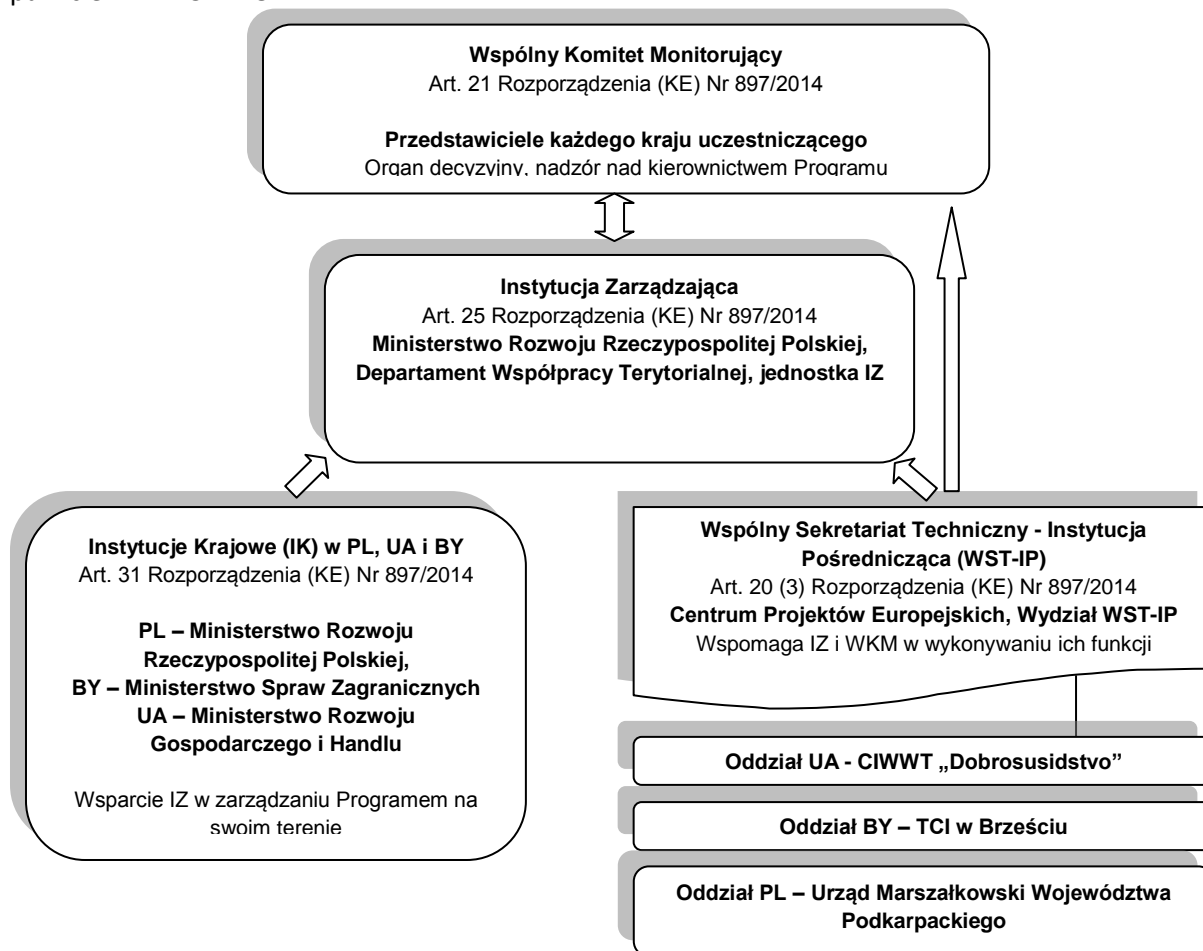 Wspólny Komitet Monitorujący
Art. 21 Rozporządzenia (KE) Nr 897/2014
Przedstawiciele każdego kraju uczestniczącego
Organ decyzyjny, nadzór nad kierownictwem Programu
Instytucja Zarządzająca
Art. 25 Rozporządzenia (KE) Nr 897/2014
Ministerstwo Rozwoju Rzeczypospolitej Polskiej,
Departament Współpracy Terytorialnej, jednostka IZ
Instytucje Krajowe (IK) w PL, UA i BY
Art. 31 Rozporządzenia (KE) Nr 897/2014
PL – Ministerstwo Rozwoju
Rzeczypospolitej Polskiej,
BY – Ministerstwo Spraw Zagranicznych
UA – Ministerstwo Rozwoju
Gospodarczego i Handlu
Wsparcie IZ w zarządzaniu Programem na
swoim terenie
Wspólny Sekretariat Techniczny - Instytucja
Pośrednicząca (WST-IP)
Art. 20 (3) Rozporządzenia (KE) Nr 897/2014
Centrum Projektów Europejskich, Wydział WST-IP
Wspomaga IZ i WKM w wykonywaniu ich funkcji
Oddział UA - CIWWT „Dobrosusidstvo”
Oddział BY – TCI w Brześciu
Oddział PL – Urząd Marszałkowski Województwa
Podkarpackiego